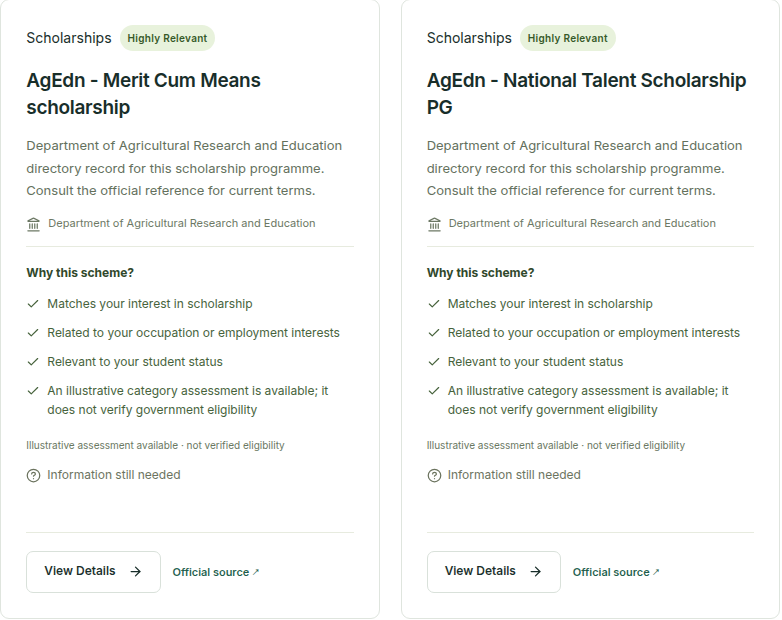 Scholarships Highly Relevant
AgEdn - Merit Cum Means
scholarship
Department of Agricultural Research and Education
directory record for this scholarship programme.
Consult the official reference for current terms.
Department of Agricultural Research and Education
Why this scheme?
Matches your interest in scholarship
Related to your occupation or employment interests
Relevant to your student status
An illustrative category assessment is available; it
does not verify government eligibility
Illustrative assessment available · not verified eligibility
Information still needed
View Details → Official source ↗
Scholarships Highly Relevant
AgEdn - National Talent Scholarship
PG
Department of Agricultural Research and Education
directory record for this scholarship programme.
Consult the official reference for current terms.
Department of Agricultural Research and Education
Why this scheme?
Matches your interest in scholarship
Related to your occupation or employment interests
Relevant to your student status
An illustrative category assessment is available; it
does not verify government eligibility
Illustrative assessment available · not verified eligibility
Information still needed
View Details → Official source ↗